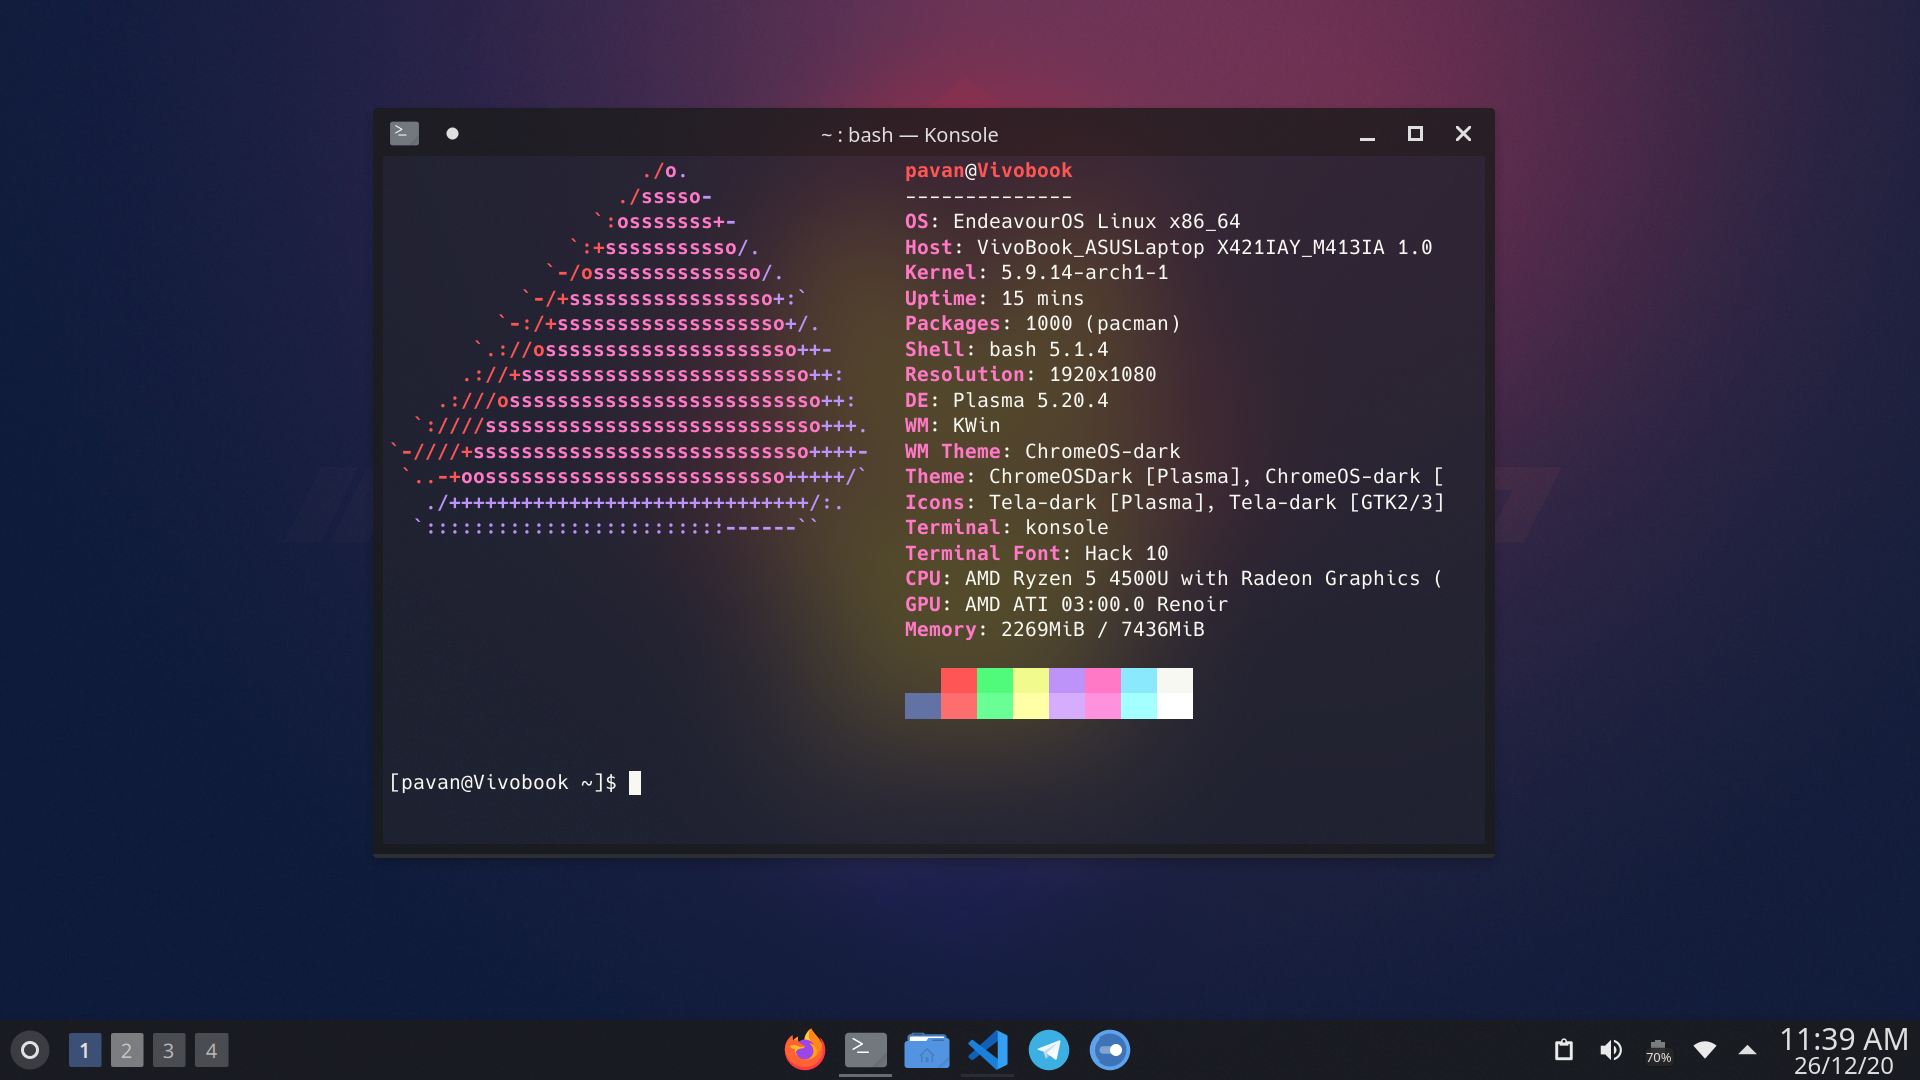 ~ : bash — Konsole
./o.
./sssso-
`:osssssss+-
`:+sssssssssso/.
`-/ossssssssssssso/.
`-/+sssssssssssssssso+:`
`-:/+sssssssssssssssssso+/.
`.://osssssssssssssssssssso++-
.://+ssssssssssssssssssssssso++:
.:///ossssssssssssssssssssssssso++:
`:////ssssssssssssssssssssssssssso+++.
`-////+ssssssssssssssssssssssssssso++++-
`..-+oosssssssssssssssssssssssso+++++/`
./++++++++++++++++++++++++++++++/:.
`:::::::::::::::::::::::::------``
pavan@Vivobook
--------------
OS: EndeavourOS Linux x86_64
Host: VivoBook_ASUSLaptop X421IAY_M413IA 1.0
Kernel: 5.9.14-arch1-1
Uptime: 15 mins
Packages: 1000 (pacman)
Shell: bash 5.1.4
Resolution: 1920x1080
DE: Plasma 5.20.4
WM: KWin
WM Theme: ChromeOS-dark
Theme: ChromeOSDark [Plasma], ChromeOS-dark [
Icons: Tela-dark [Plasma], Tela-dark [GTK2/3]
Terminal: konsole
Terminal Font: Hack 10
CPU: AMD Ryzen 5 4500U with Radeon Graphics (
GPU: AMD ATI 03:00.0 Renoir
Memory: 2269MiB / 7436MiB
[pavan@Vivobook ~]$
1 2 3 4
70%
11:39 AM
26/12/20